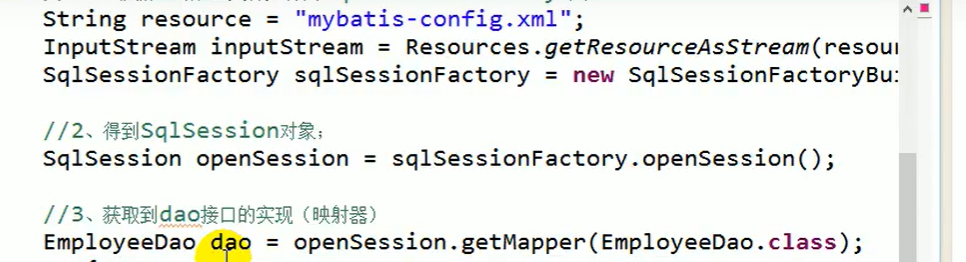 String resource = "mybatis-config.xml";
InputStream inputStream = Resources.getResourceAsStream(resour
SqlSessionFactory sqlSessionFactory = new SqlSessionFactoryBui
//2、得到SqlSession对象;
SqlSession openSession = sqlSessionFactory.openSession();
//3、获取到dao接口的实现（映射器）
EmployeeDao dao = openSession.getMapper(EmployeeDao.class);